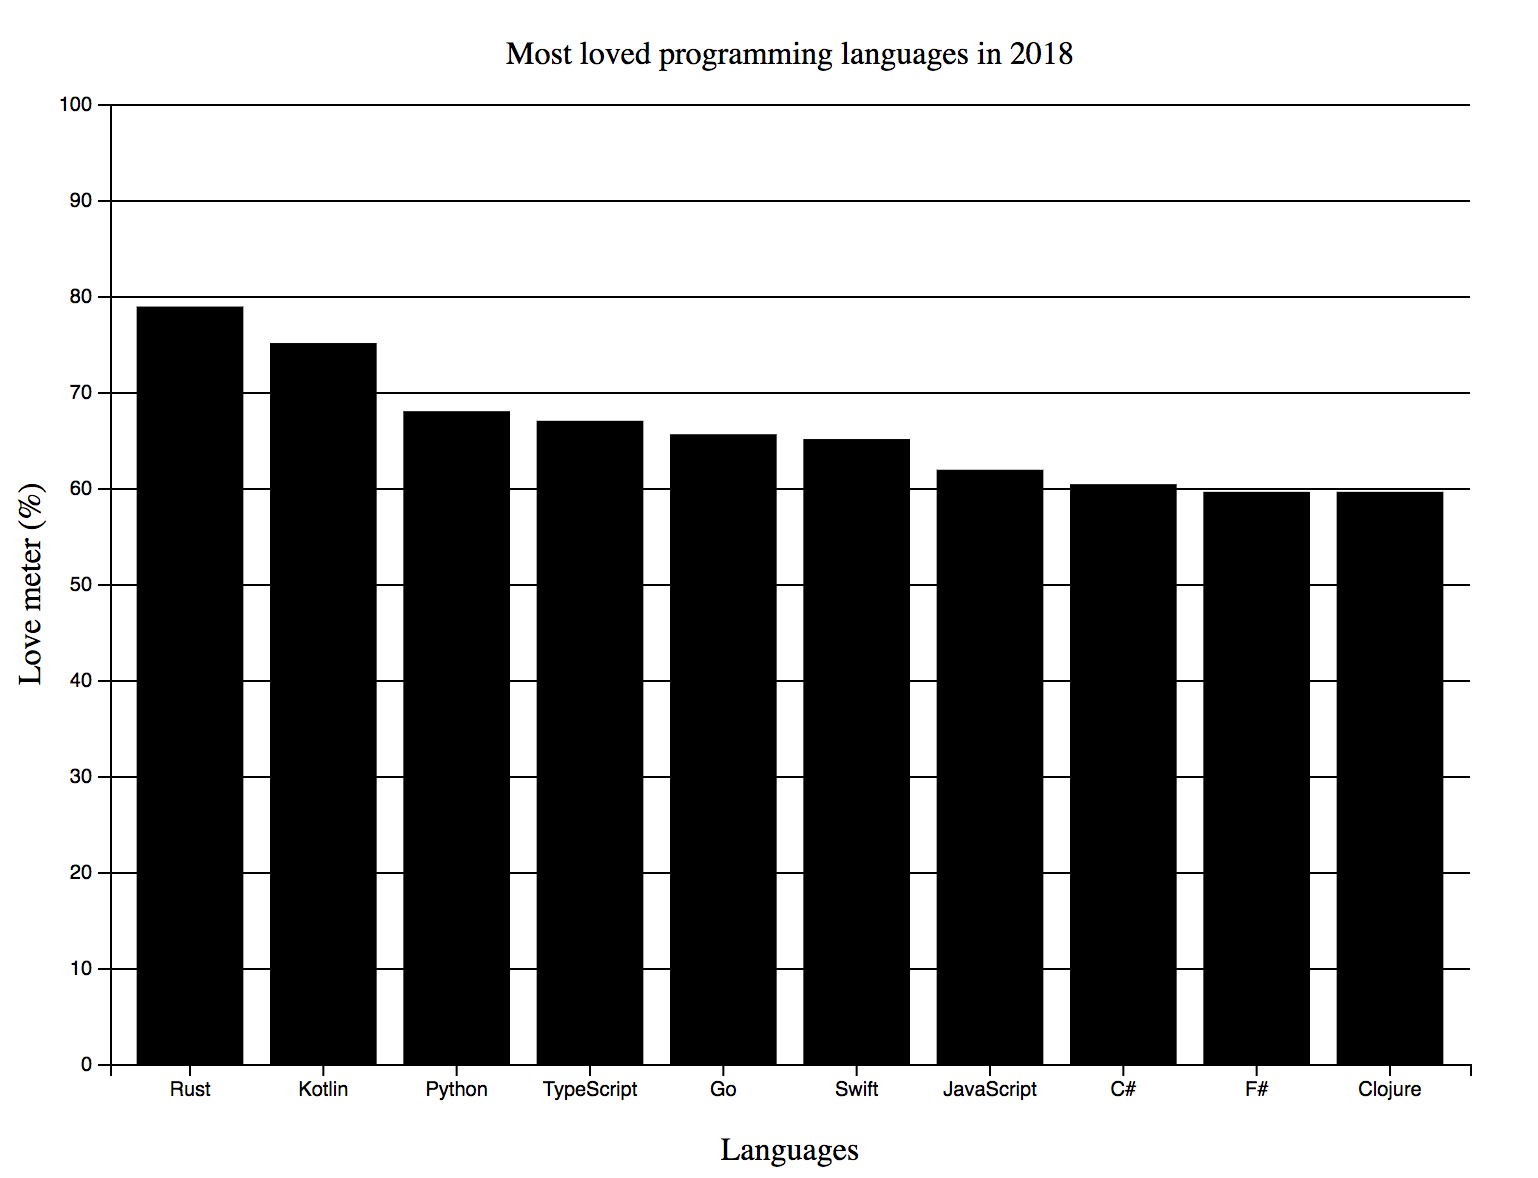 Most loved programming languages in 2018
100
90
80
70
60
50
40
30
20
10
0
Love meter (%)
Rust Kotlin Python TypeScript Go Swift JavaScript C# F# Clojure
Languages